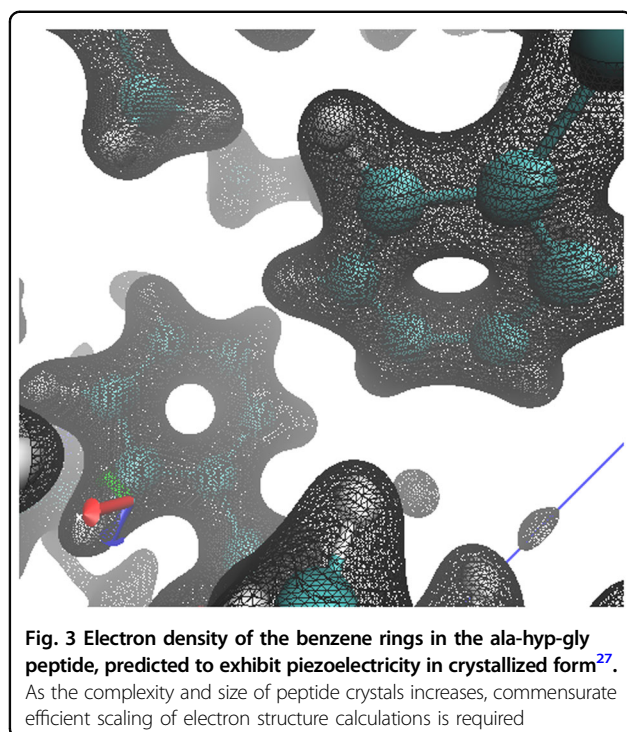 Fig. 3 Electron density of the benzene rings in the ala-hyp-gly
peptide, predicted to exhibit piezoelectricity in crystallized form27.
As the complexity and size of peptide crystals increases, commensurate
efficient scaling of electron structure calculations is required